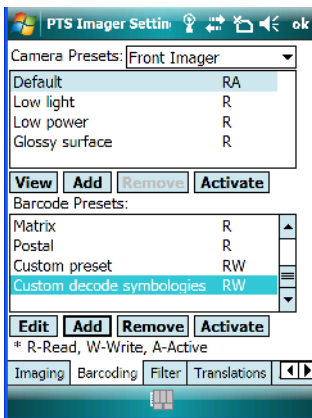 PTS Imager Settin ok
Camera Presets: Front Imager
Default RA
Low light R
Low power R
Glossy surface R
View Add Remove Activate
Barcode Presets:
Matrix R
Postal R
Custom preset RW
Custom decode symbologies RW
Edit Add Remove Activate
* R-Read, W-Write, A-Active
Imaging Barcoding Filter Translations